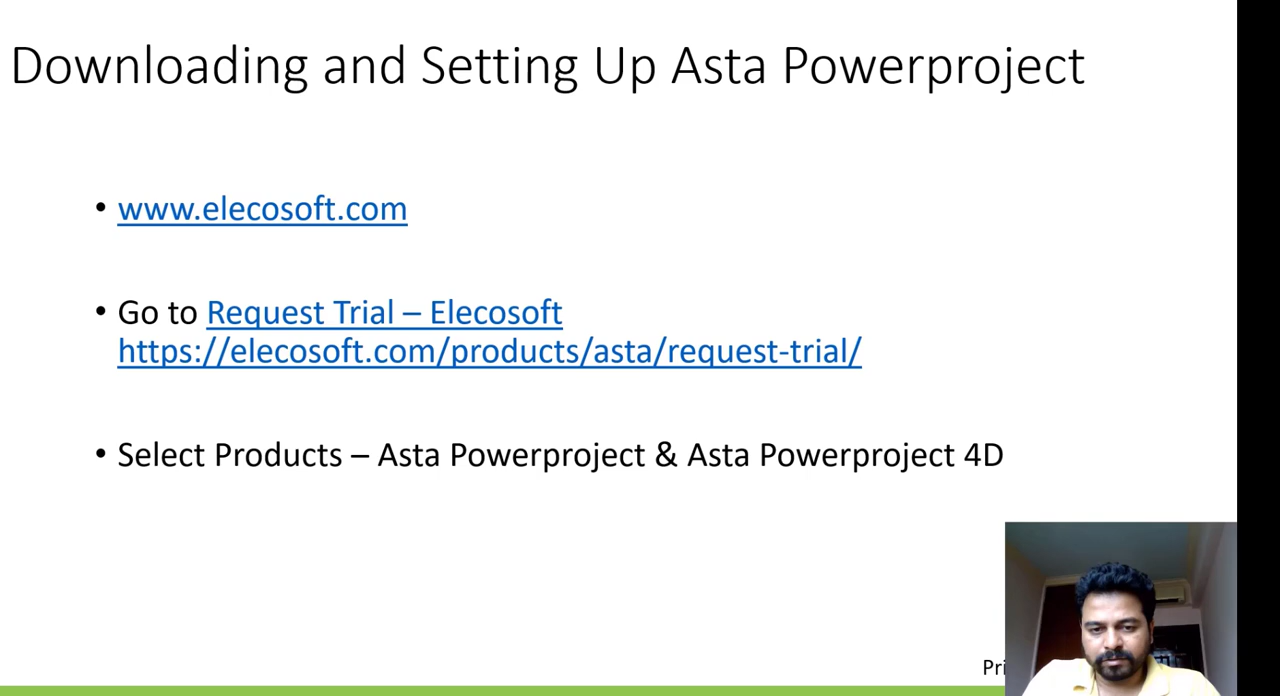 Downloading and Setting Up Asta Powerproject
• www.elecosoft.com
• Go to Request Trial – Elecosoft
https://elecosoft.com/products/asta/request-trial/
• Select Products – Asta Powerproject & Asta Powerproject 4D